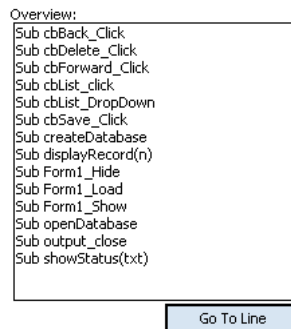 Overview:
Sub cbBack_Click
Sub cbDelete_Click
Sub cbForward_Click
Sub cbList_click
Sub cbList_DropDown
Sub cbSave_Click
Sub createDatabase
Sub displayRecord(n)
Sub Form1_Hide
Sub Form1_Load
Sub Form1_Show
Sub openDatabase
Sub output_close
Sub showStatus(txt)
Go To Line